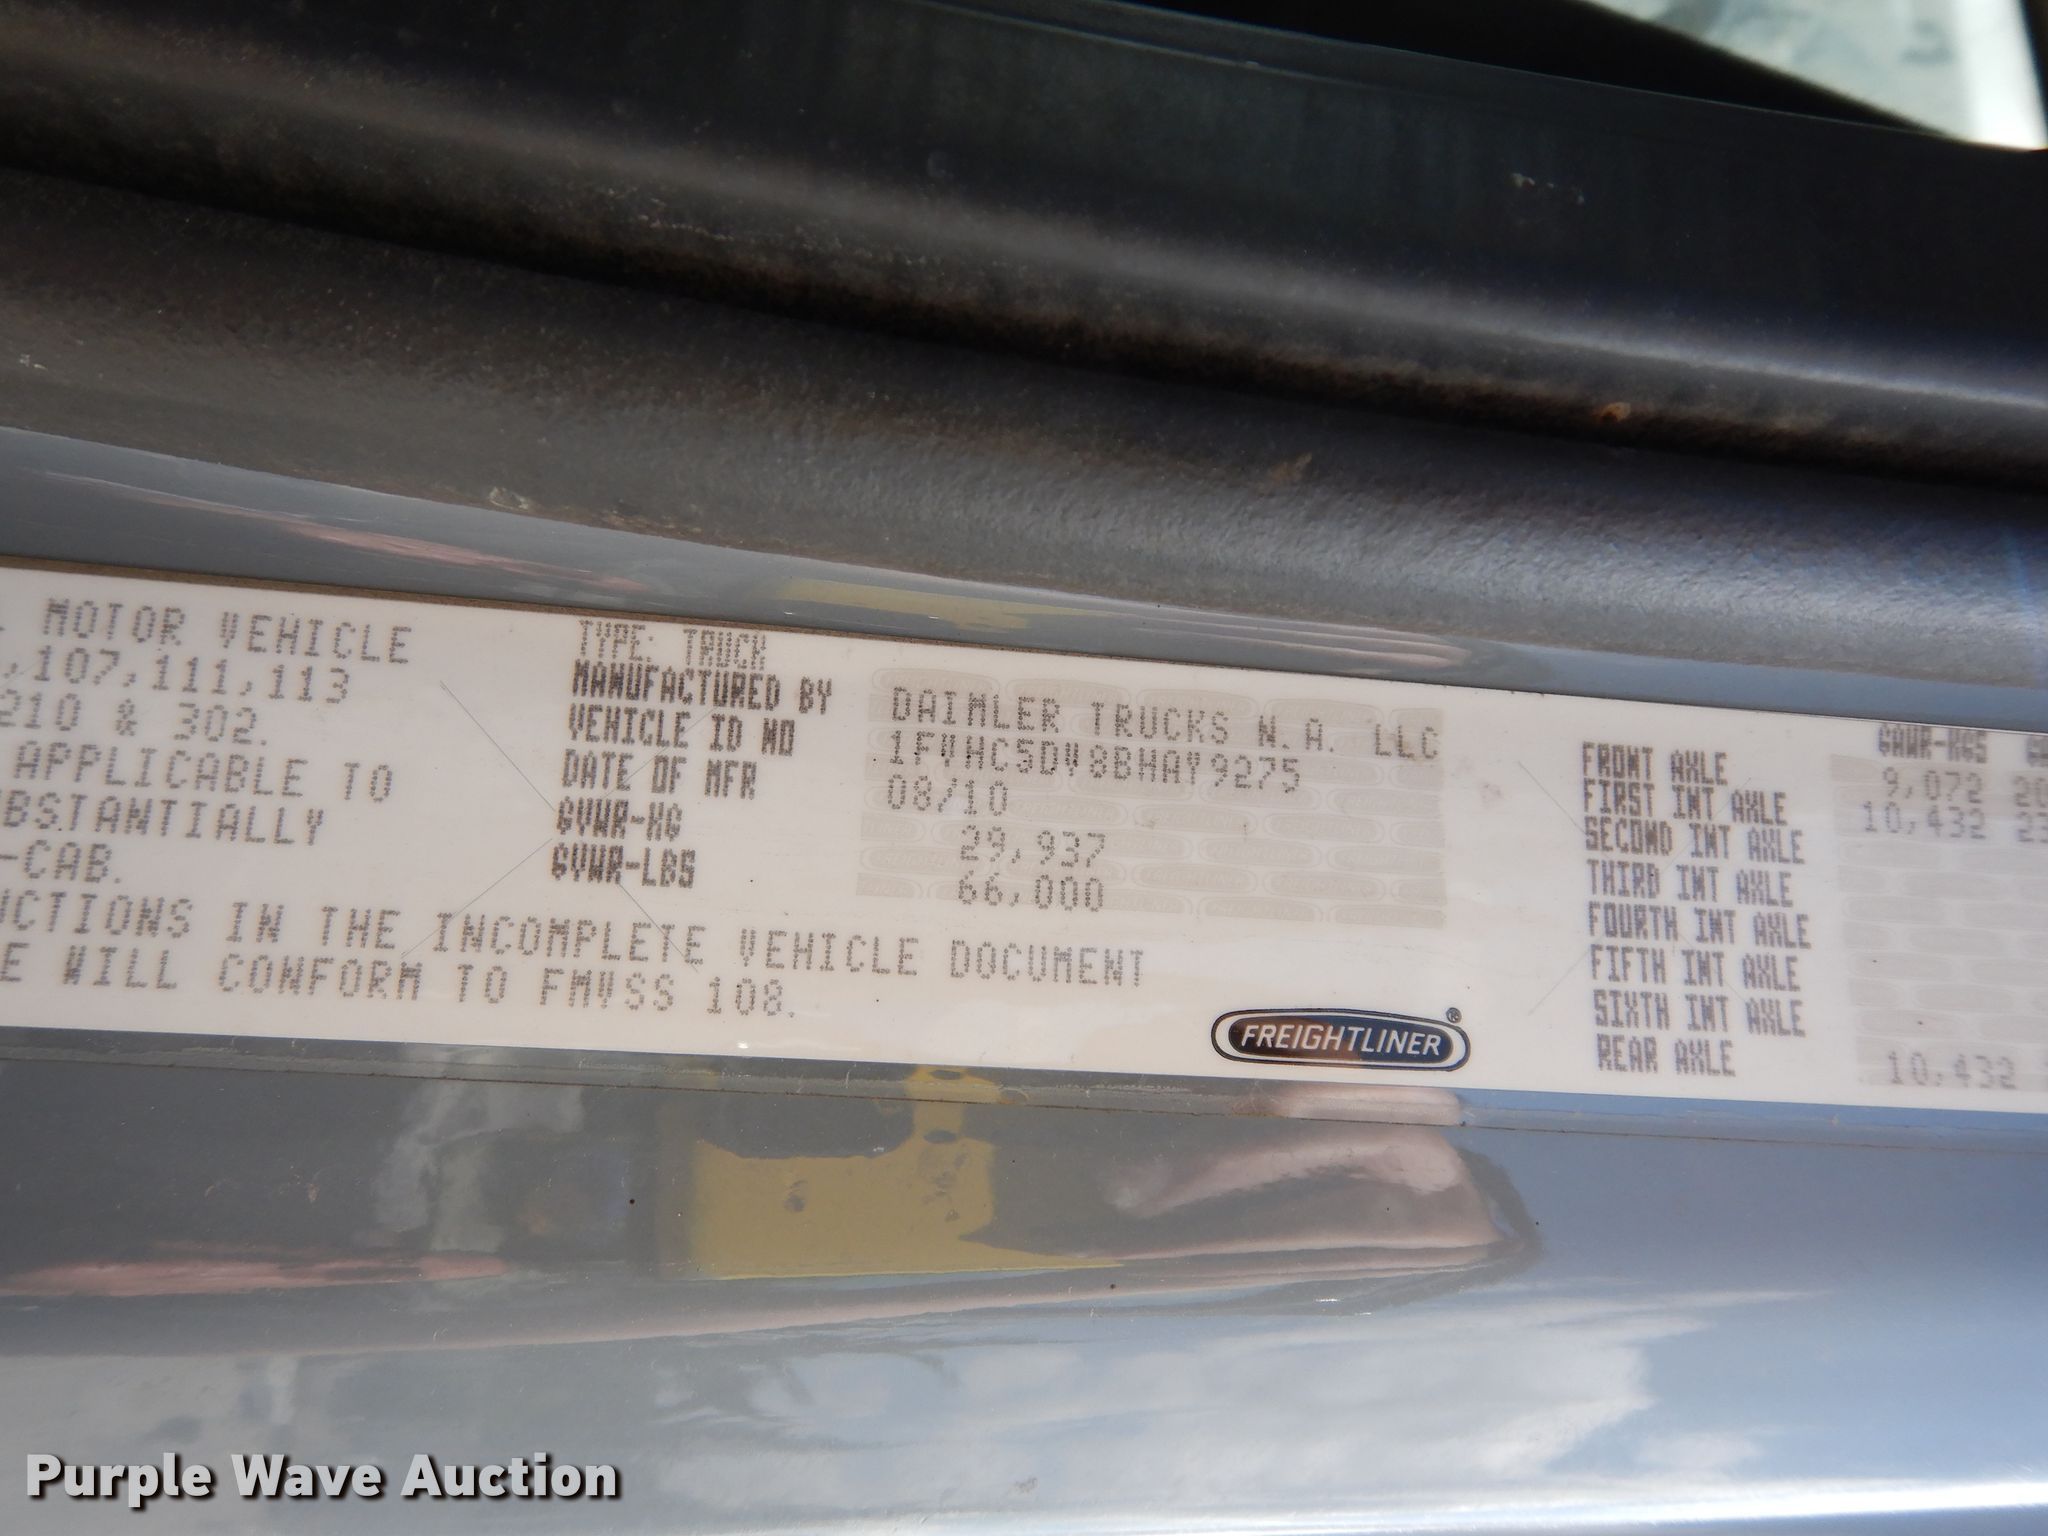 , MOTOR VEHICLE
,107,111,113
210 & 302.
APPLICABLE TO
BSTANTIALLY
-CAB.
UCTIONS IN THE INCOMPLETE VEHICLE DOCUMENT
E WILL CONFORM TO FMVSS 108.
TYPE: TRUCK
MANUFACTURED BY DAIMLER TRUCKS N.A. LLC
VEHICLE ID NO 1FVHC5DV8BHAY9275
DATE OF MFR 08/10
GVWR-KG 29,937
GVWR-LBS 66,000
FREIGHTLINER®
GAWR-KGS
FRONT AXLE 9,072 20
FIRST INT AXLE 10,432 23
SECOND INT AXLE
THIRD INT AXLE
FOURTH INT AXLE
FIFTH INT AXLE
SIXTH INT AXLE
REAR AXLE 10,432
Purple Wave Auction